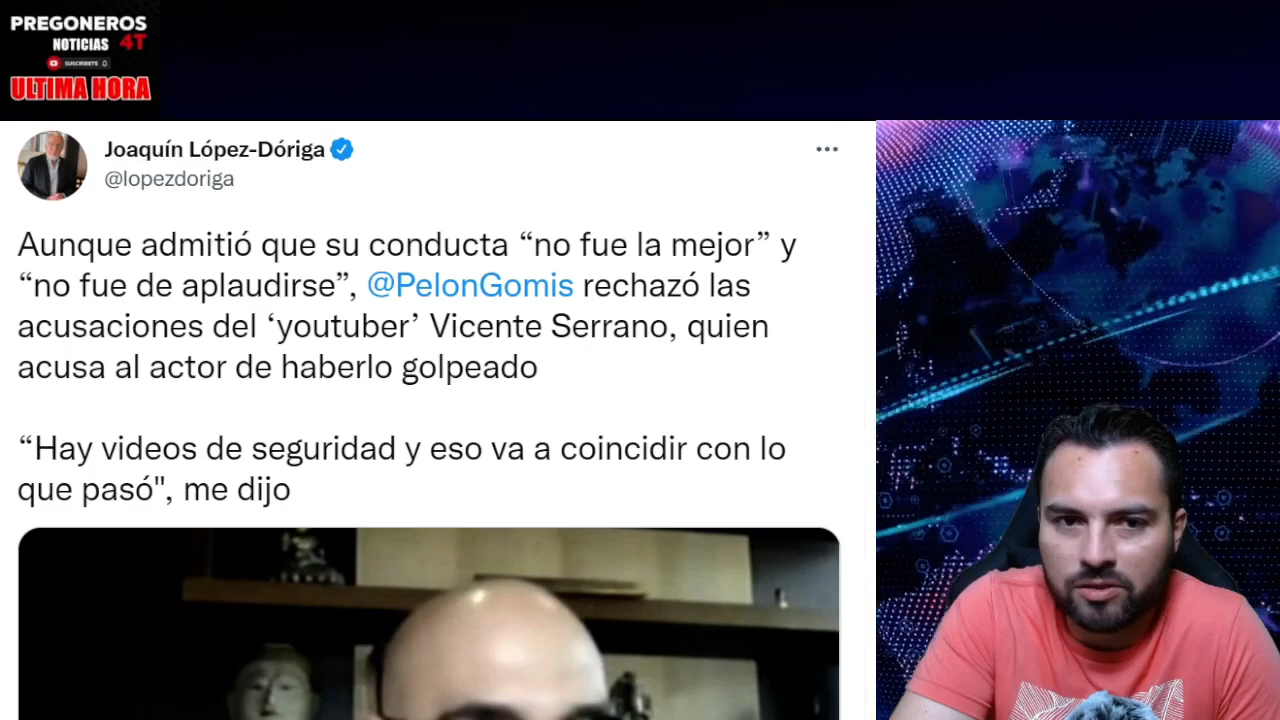 PREGONEROS
NOTICIAS 4T
SUSCRIBETE
ULTIMA HORA
Joaquín López-Dóriga
@lopezdoriga
Aunque admitió que su conducta “no fue la mejor” y
“no fue de aplaudirse”, @PelonGomis rechazó las
acusaciones del ‘youtuber’ Vicente Serrano, quien
acusa al actor de haberlo golpeado
“Hay videos de seguridad y eso va a coincidir con lo
que pasó", me dijo